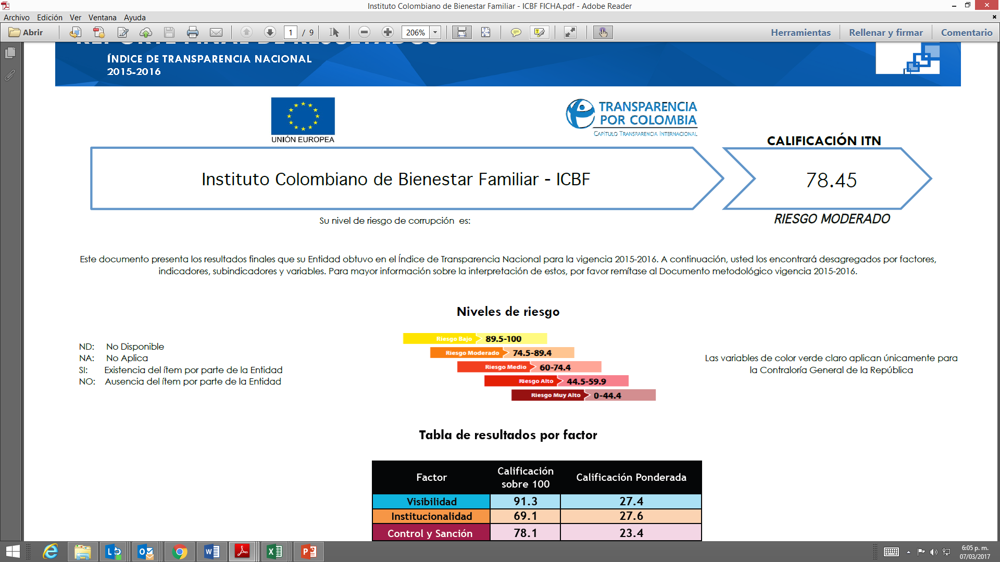 Instituto Colombiano de Bienestar Familiar - ICBF FICHA.pdf - Adobe Reader
Archivo Edición Ver Ventana Ayuda
Abrir
1 / 9
206%
Herramientas
Rellenar y firmar
Comentario
REPORTE FINAL DE RESULTADOS
ÍNDICE DE TRANSPARENCIA NACIONAL
2015-2016
UNIÓN EUROPEA
TRANSPARENCIA
POR COLOMBIA
CAPÍTULO TRANSPARENCIA INTERNACIONAL
CALIFICACIÓN ITN
Instituto Colombiano de Bienestar Familiar - ICBF
78.45
Su nivel de riesgo de corrupción es:
RIESGO MODERADO
Este documento presenta los resultados finales que su Entidad obtuvo en el Índice de Transparencia Nacional para la vigencia 2015-2016. A continuación, usted los encontrará desagregados por factores,
indicadores, subindicadores y variables. Para mayor información sobre la interpretación de estos, por favor remítase al Documento metodológico vigencia 2015-2016.
Niveles de riesgo
Riesgo Bajo 89.5-100
Riesgo Moderado 74.5-89.4
Riesgo Medio 60-74.4
Riesgo Alto 44.5-59.9
Riesgo Muy Alto 0-44.4
ND: No Disponible
NA: No Aplica
SI: Existencia del ítem por parte de la Entidad
NO: Ausencia del ítem por parte de la Entidad
Las variables de color verde claro aplican únicamente para
la Contraloría General de la República
Tabla de resultados por factor
Factor
Calificación
sobre 100
Calificación Ponderada
Visibilidad 91.3 27.4
Institucionalidad 69.1 27.6
Control y Sanción 78.1 23.4
6:05 p. m.
07/03/2017